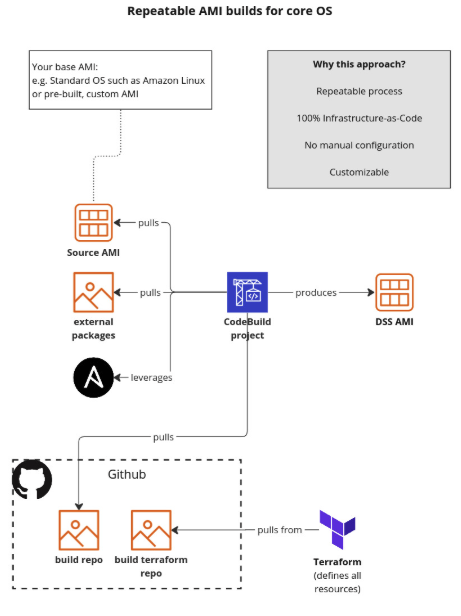 Repeatable AMI builds for core OS
Your base AMI:
e.g. Standard OS such as Amazon Linux
or pre-built, custom AMI
Why this approach?
Repeatable process
100% Infrastructure-as-Code
No manual configuration
Customizable
pulls
Source AMI
pulls
external
packages
CodeBuild
project
produces
DSS AMI
A
leverages
pulls
Github
build repo
build terraform
repo
pulls from
Terraform
(defines all
resources)